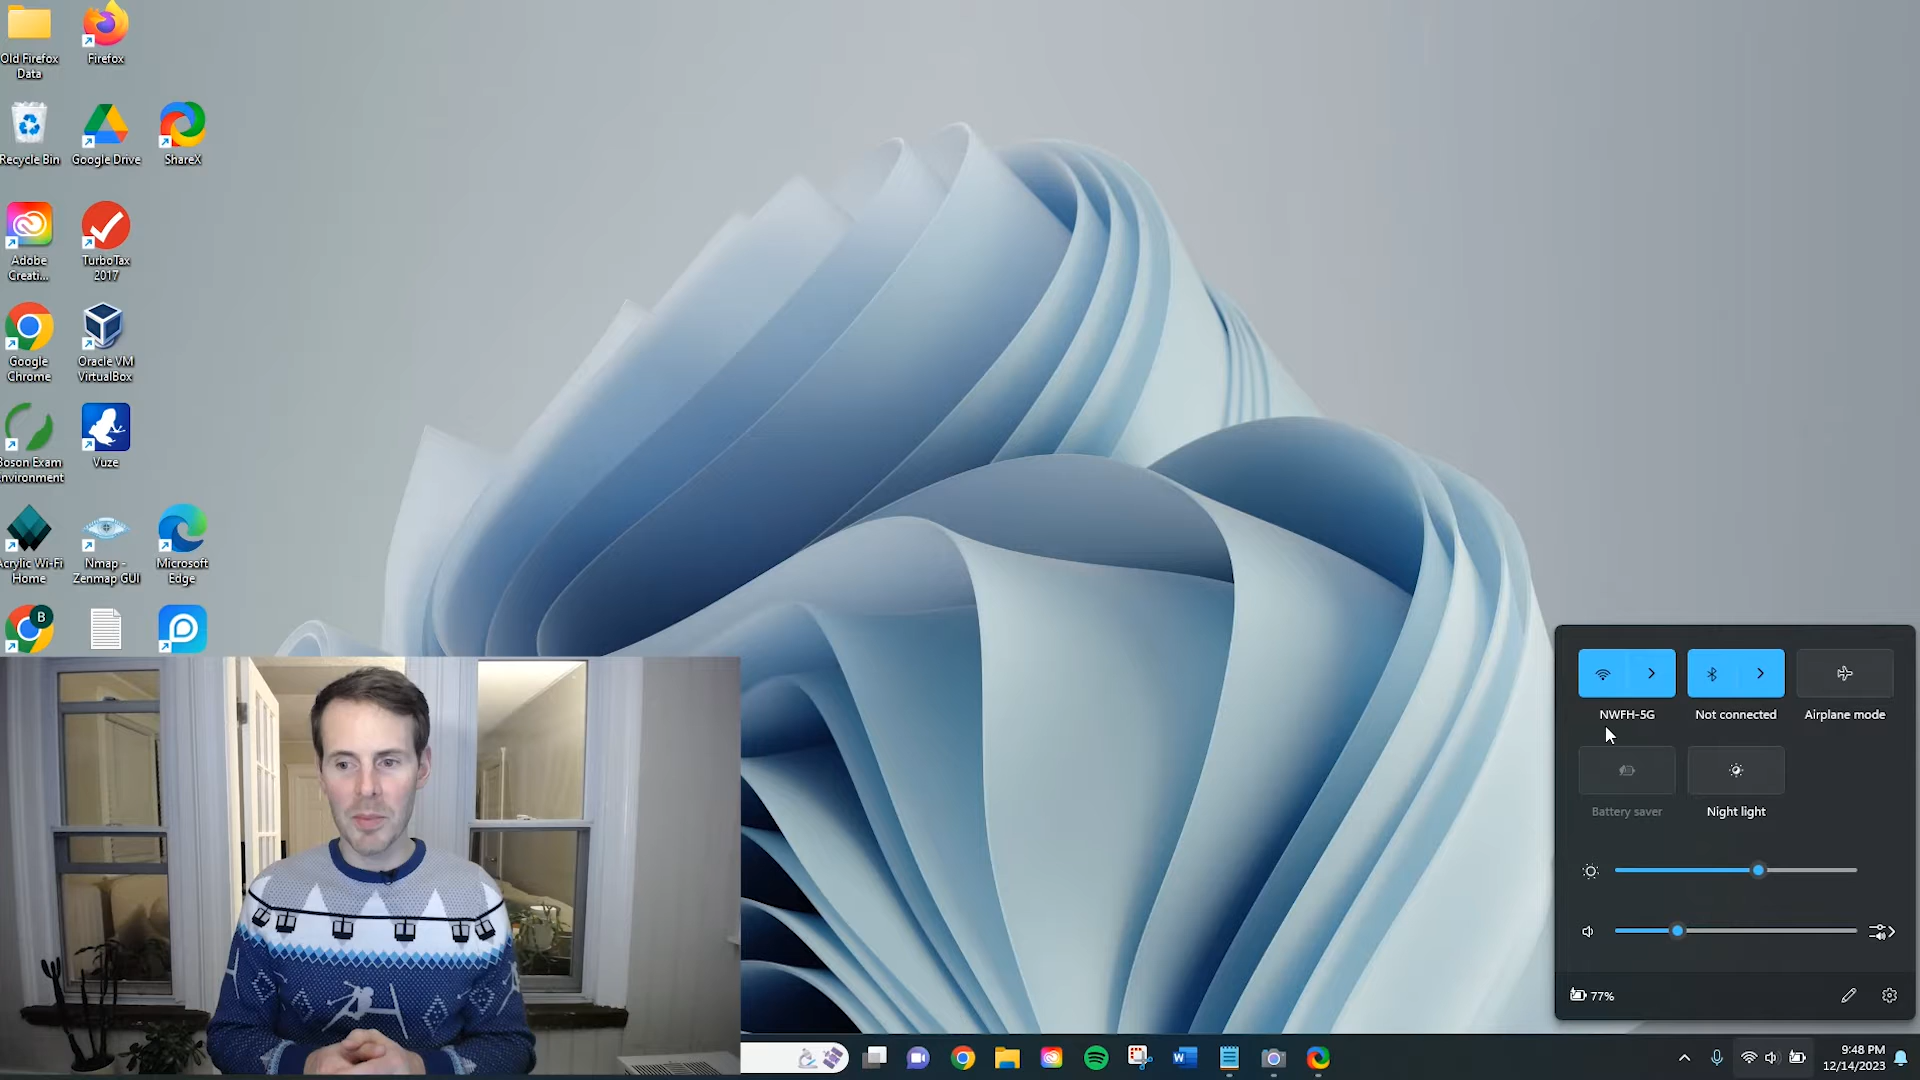 Old Firefox
Data
Firefox
Recycle Bin
Google Drive
ShareX
Adobe
Creati...
TurboTax
2017
Google
Chrome
Oracle VM
VirtualBox
Boson Exam
Environment
Vuze
Acrylic Wi-Fi
Home
Nmap -
Zenmap GUI
Microsoft
Edge
B
NWFH-5G
Not connected
Airplane mode
Battery saver
Night light
77%
9:48 PM
12/14/2023